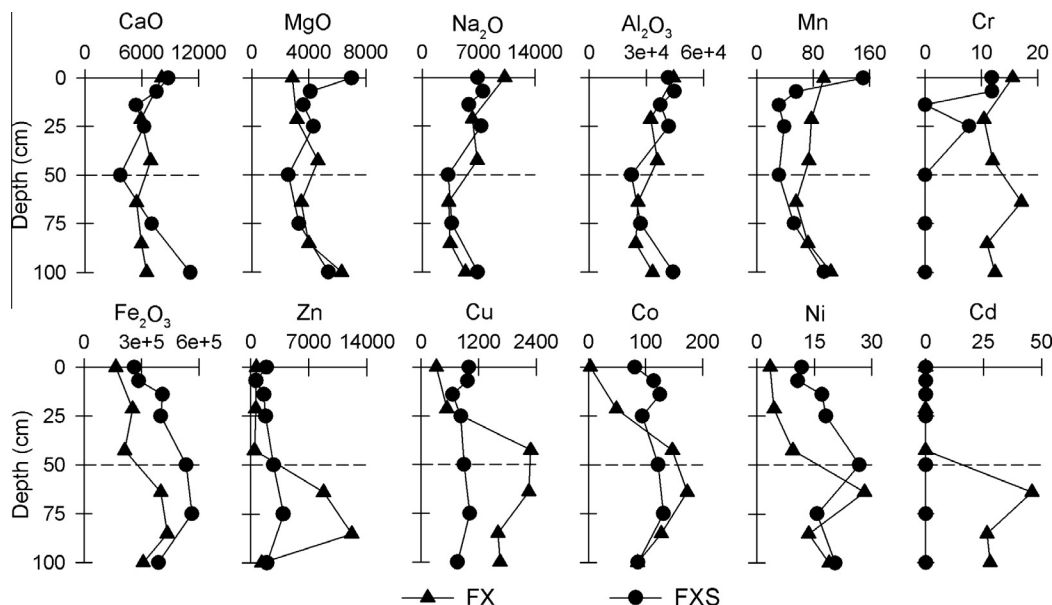 CaO MgO Na₂O Al₂O₃ Mn Cr
0 6000 12000 0 4000 8000 0 7000 14000 0 3e+4 6e+4 0 80 160 0 10 20
0
25
50
75
100
Depth (cm)
Fe₂O₃ Zn Cu Co Ni Cd
0 3e+5 6e+5 0 7000 14000 0 1200 2400 0 100 200 0 15 30 0 25 50
0
25
50
75
100
Depth (cm)
FX FXS